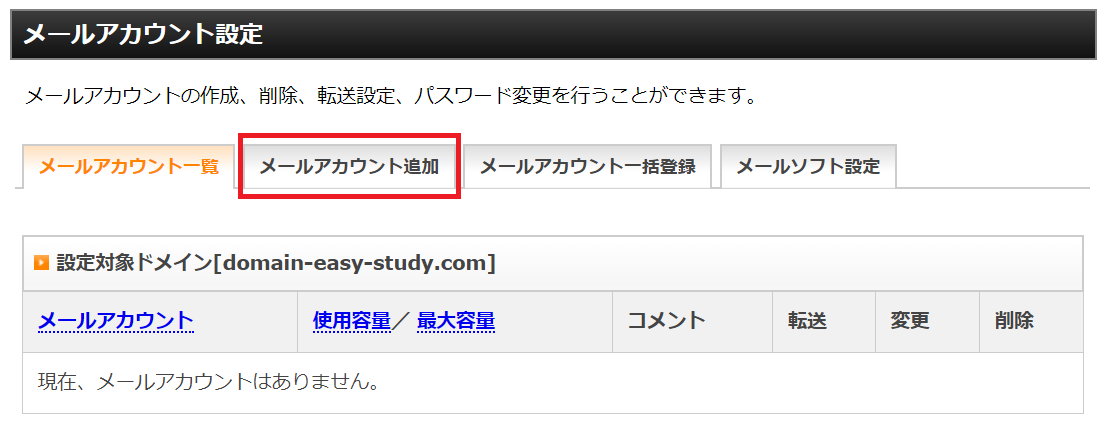 メールアカウント設定
メールアカウントの作成、削除、転送設定、パスワード変更を行うことができます。
メールアカウント一覧 メールアカウント追加 メールアカウント一括登録 メールソフト設定
設定対象ドメイン[domain-easy-study.com]
メールアカウント 使用容量／ 最大容量 コメント 転送 変更 削除
現在、メールアカウントはありません。